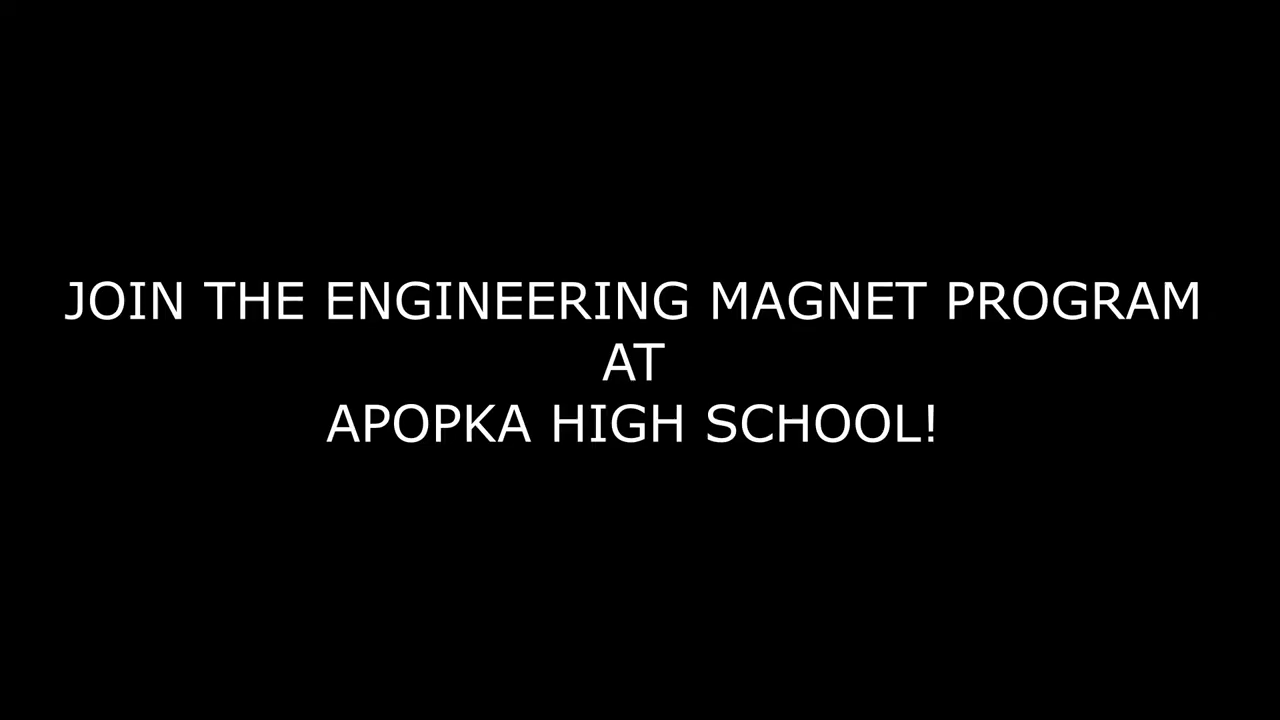 JOIN THE ENGINEERING MAGNET PROGRAM
AT
APOPKA HIGH SCHOOL!